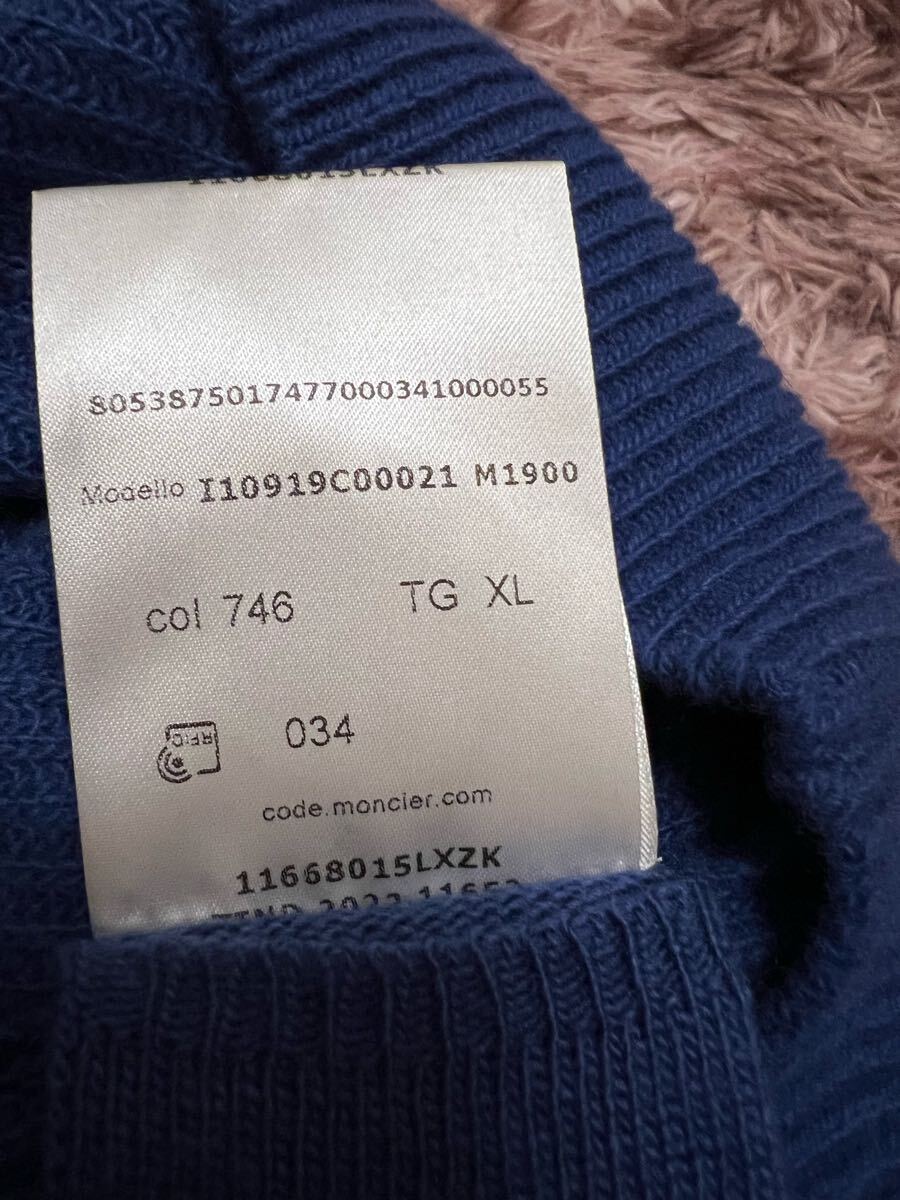 8053875017477000341000055
Modello I10919C00021 M1900
col 746 TG XL
RFID 034
code.moncler.com
11668015LXZK